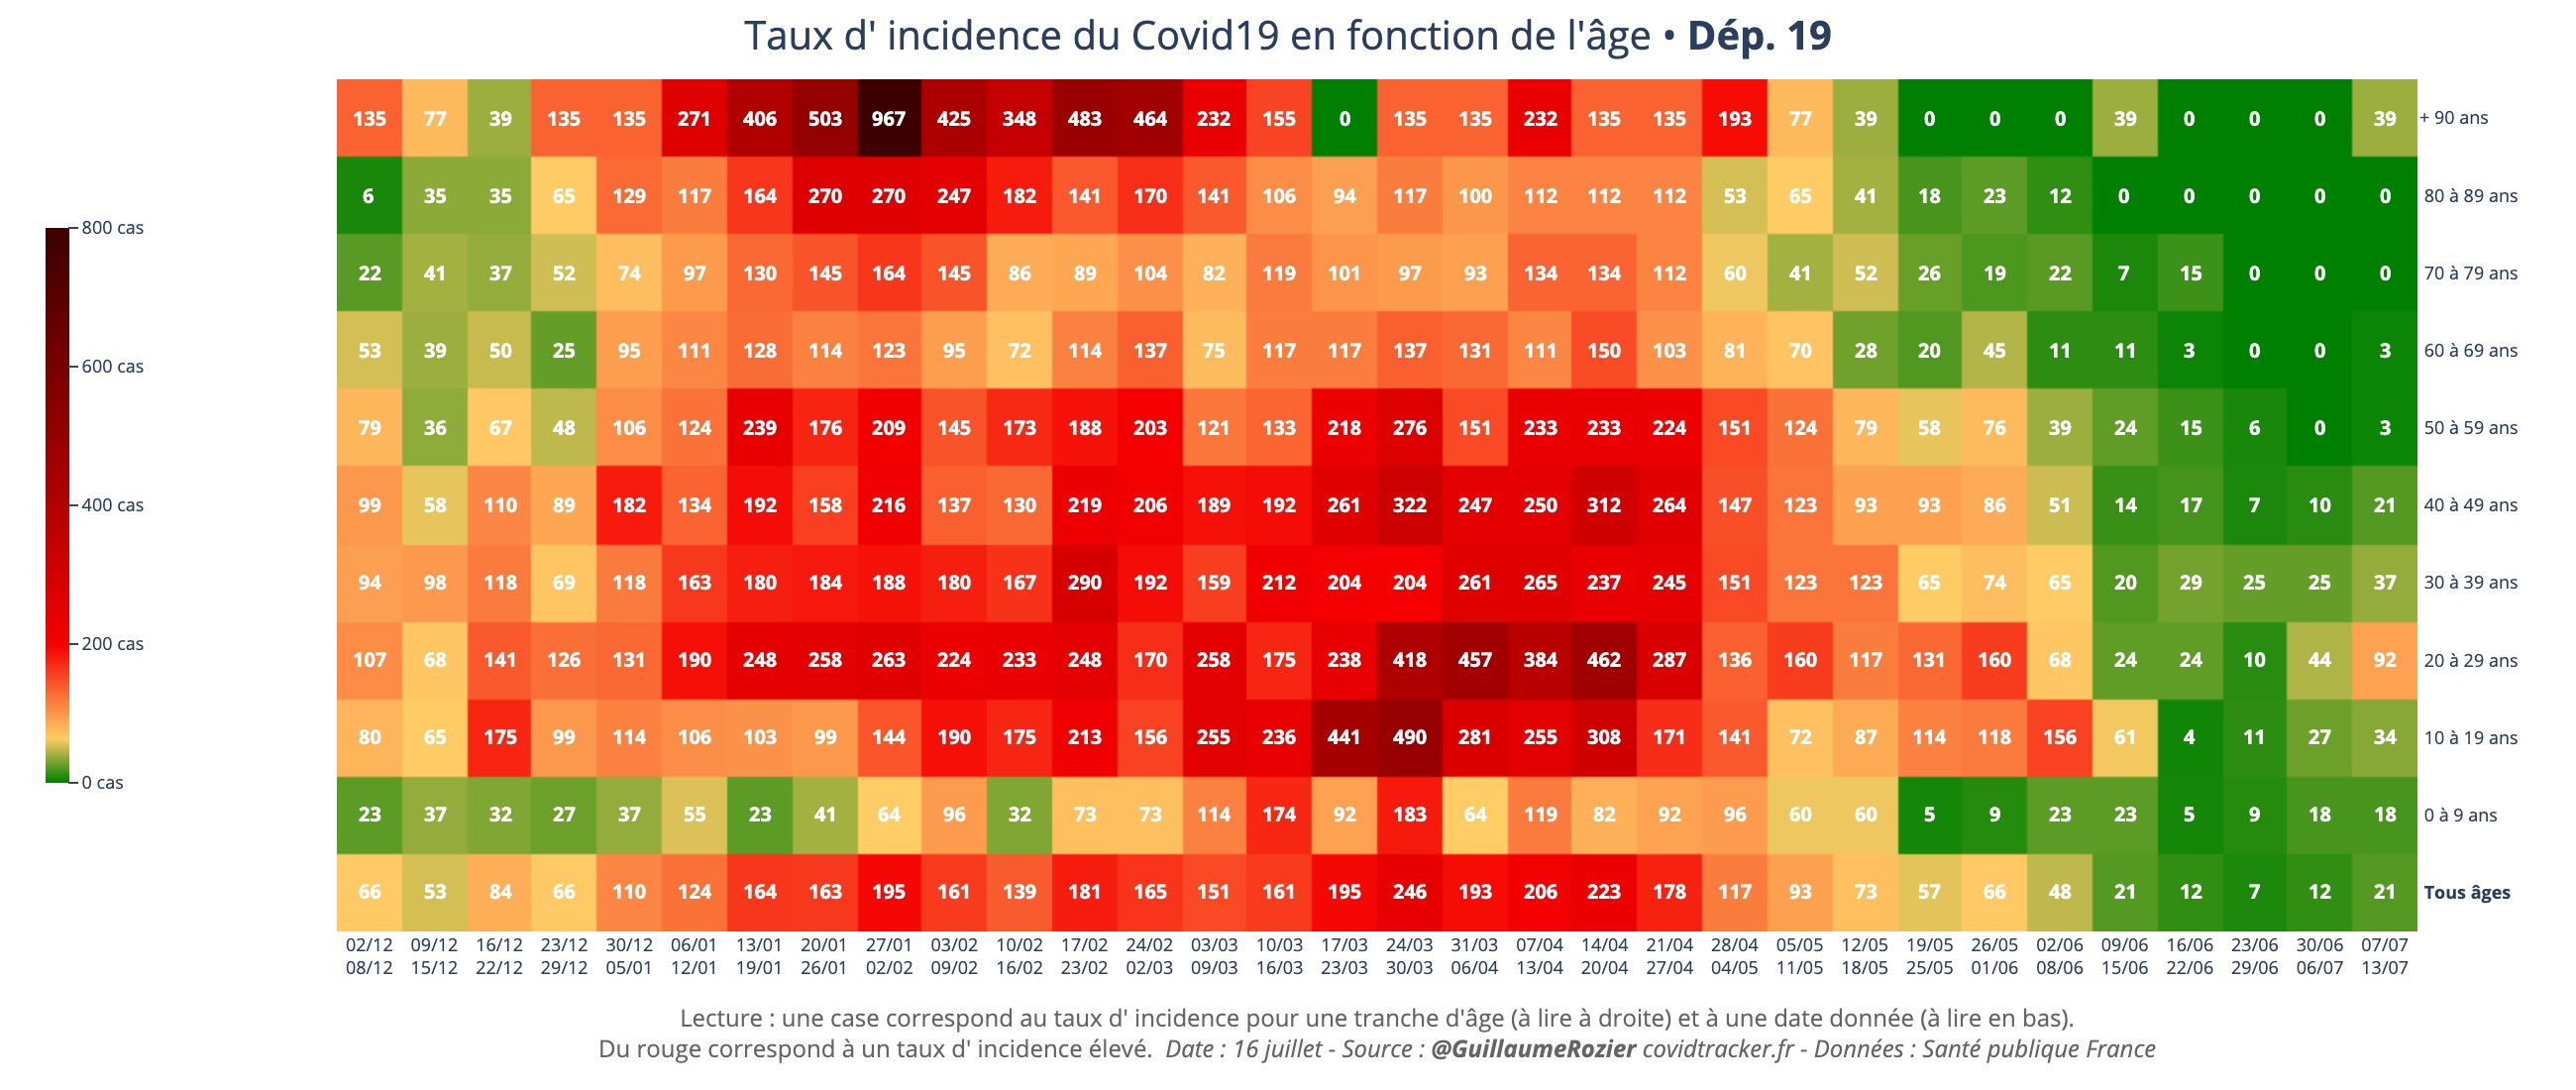 Taux d' incidence du Covid19 en fonction de l'âge • Dép. 19
800 cas
600 cas
400 cas
200 cas
0 cas
135 77 39 135 135 271 406 503 967 425 348 483 464 232 155 0 135 135 232 135 135 193 77 39 0 0 0 39 0 0 0 39 + 90 ans
6 35 35 65 129 117 164 270 270 247 182 141 170 141 106 94 117 100 112 112 112 53 65 41 18 23 12 0 0 0 0 0 80 à 89 ans
22 41 37 52 74 97 130 145 164 145 86 89 104 82 119 101 97 93 134 134 112 60 41 52 26 19 22 7 15 0 0 0 70 à 79 ans
53 39 50 25 95 111 128 114 123 95 72 114 137 75 117 117 137 131 111 150 103 81 70 28 20 45 11 11 3 0 0 3 60 à 69 ans
79 36 67 48 106 124 239 176 209 145 173 188 203 121 133 218 276 151 233 233 224 151 124 79 58 76 39 24 15 6 0 3 50 à 59 ans
99 58 110 89 182 134 192 158 216 137 130 219 206 189 192 261 322 247 250 312 264 147 123 93 93 86 51 14 17 7 10 21 40 à 49 ans
94 98 118 69 118 163 180 184 188 180 167 290 192 159 212 204 204 261 265 237 245 151 123 123 65 74 65 20 29 25 25 37 30 à 39 ans
107 68 141 126 131 190 248 258 263 224 233 248 170 258 175 238 418 457 384 462 287 136 160 117 131 160 68 24 24 10 44 92 20 à 29 ans
80 65 175 99 114 106 103 99 144 190 175 213 156 255 236 441 490 281 255 308 171 141 72 87 114 118 156 61 4 11 27 34 10 à 19 ans
23 37 32 27 37 55 23 41 64 96 32 73 73 114 174 92 183 64 119 82 92 96 60 60 5 9 23 23 5 9 18 18 0 à 9 ans
66 53 84 66 110 124 164 163 195 161 139 181 165 151 161 195 246 193 206 223 178 117 93 73 57 66 48 21 12 7 12 21 Tous âges
02/12 09/12 16/12 23/12 30/12 06/01 13/01 20/01 27/01 03/02 10/02 17/02 24/02 03/03 10/03 17/03 24/03 31/03 07/04 14/04 21/04 28/04 05/05 12/05 19/05 26/05 02/06 09/06 16/06 23/06 30/06 07/07
08/12 15/12 22/12 29/12 05/01 12/01 19/01 26/01 02/02 09/02 16/02 23/02 02/03 09/03 16/03 23/03 30/03 06/04 13/04 20/04 27/04 04/05 11/05 18/05 25/05 01/06 08/06 15/06 22/06 29/06 06/07 13/07
Lecture : une case correspond au taux d' incidence pour une tranche d'âge (à lire à droite) et à une date donnée (à lire en bas).
Du rouge correspond à un taux d' incidence élevé. Date : 16 juillet - Source : @GuillaumeRozier covidtracker.fr - Données : Santé publique France